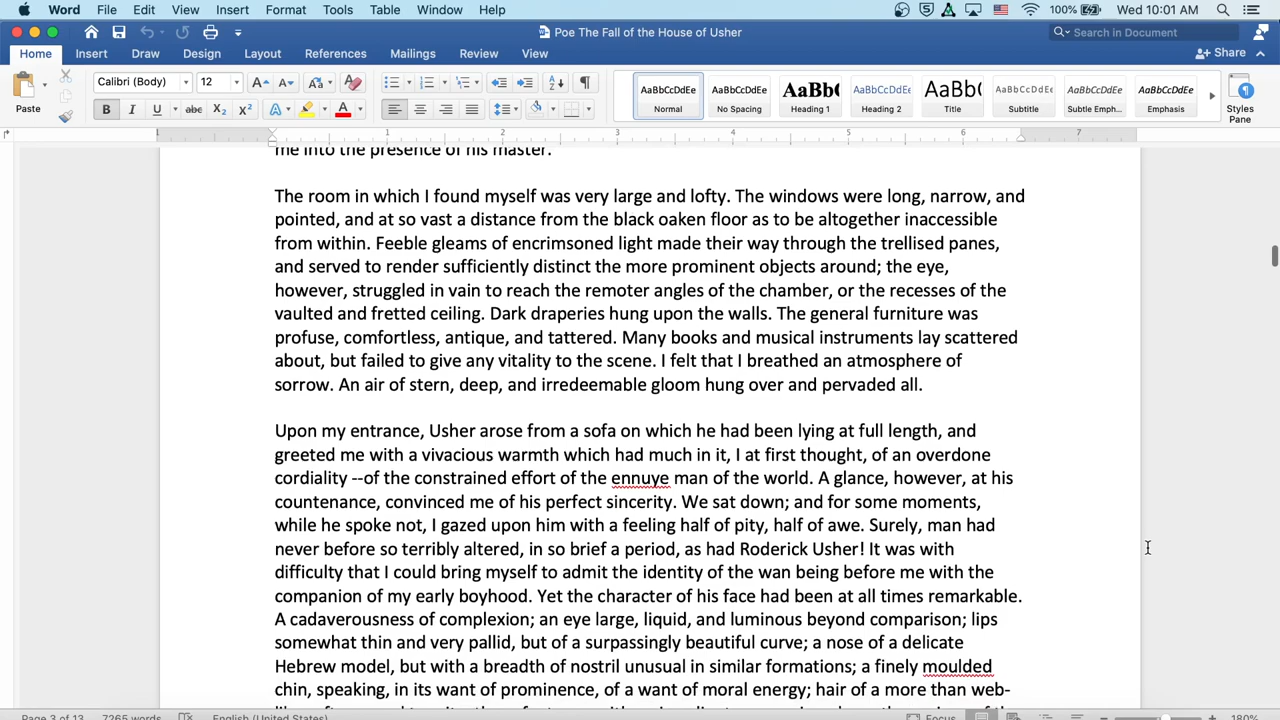 Word File Edit View Insert Format Tools Table Window Help 100% Wed 10:01 AM
Poe The Fall of the House of Usher Search in Document
Home Insert Draw Design Layout References Mailings Review View Share
Paste Calibri (Body) 12
AaBbCcDdEe AaBbCcDdEe AaBbC AaBbCcDdEe AaBbC AaBbCcDdEe AaBbCcDdEe AaBbCcDdEe
Normal No Spacing Heading 1 Heading 2 Title Subtitle Subtle Emph... Emphasis Styles Pane
1 1 2 3 4 5 6 7
me into the presence of his master.
The room in which I found myself was very large and lofty. The windows were long, narrow, and
pointed, and at so vast a distance from the black oaken floor as to be altogether inaccessible
from within. Feeble gleams of encrimsoned light made their way through the trellised panes,
and served to render sufficiently distinct the more prominent objects around; the eye,
however, struggled in vain to reach the remoter angles of the chamber, or the recesses of the
vaulted and fretted ceiling. Dark draperies hung upon the walls. The general furniture was
profuse, comfortless, antique, and tattered. Many books and musical instruments lay scattered
about, but failed to give any vitality to the scene. I felt that I breathed an atmosphere of
sorrow. An air of stern, deep, and irredeemable gloom hung over and pervaded all.
Upon my entrance, Usher arose from a sofa on which he had been lying at full length, and
greeted me with a vivacious warmth which had much in it, I at first thought, of an overdone
cordiality --of the constrained effort of the ennuye man of the world. A glance, however, at his
countenance, convinced me of his perfect sincerity. We sat down; and for some moments,
while he spoke not, I gazed upon him with a feeling half of pity, half of awe. Surely, man had
never before so terribly altered, in so brief a period, as had Roderick Usher! It was with
difficulty that I could bring myself to admit the identity of the wan being before me with the
companion of my early boyhood. Yet the character of his face had been at all times remarkable.
A cadaverousness of complexion; an eye large, liquid, and luminous beyond comparison; lips
somewhat thin and very pallid, but of a surpassingly beautiful curve; a nose of a delicate
Hebrew model, but with a breadth of nostril unusual in similar formations; a finely moulded
chin, speaking, in its want of prominence, of a want of moral energy; hair of a more than web-
Page 3 of 13 7265 words English (United States) Focus 180%